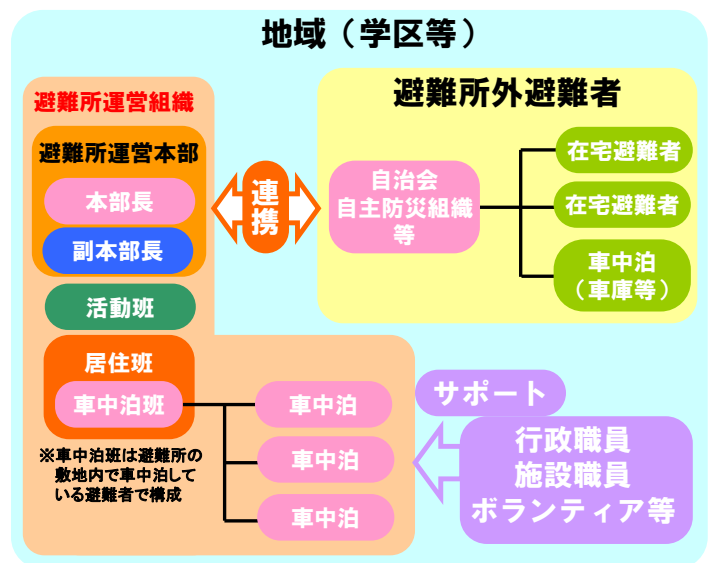 地域（学区等）
避難所運営組織
避難所運営本部
本部長
副本部長
活動班
居住班
車中泊班
※車中泊班は避難所の
敷地内で車中泊して
いる避難者で構成
車中泊
車中泊
車中泊
連携
避難所外避難者
自治会
自主防災組織
等
在宅避難者
在宅避難者
車中泊
（車庫等）
サポート
行政職員
施設職員
ボランティア等